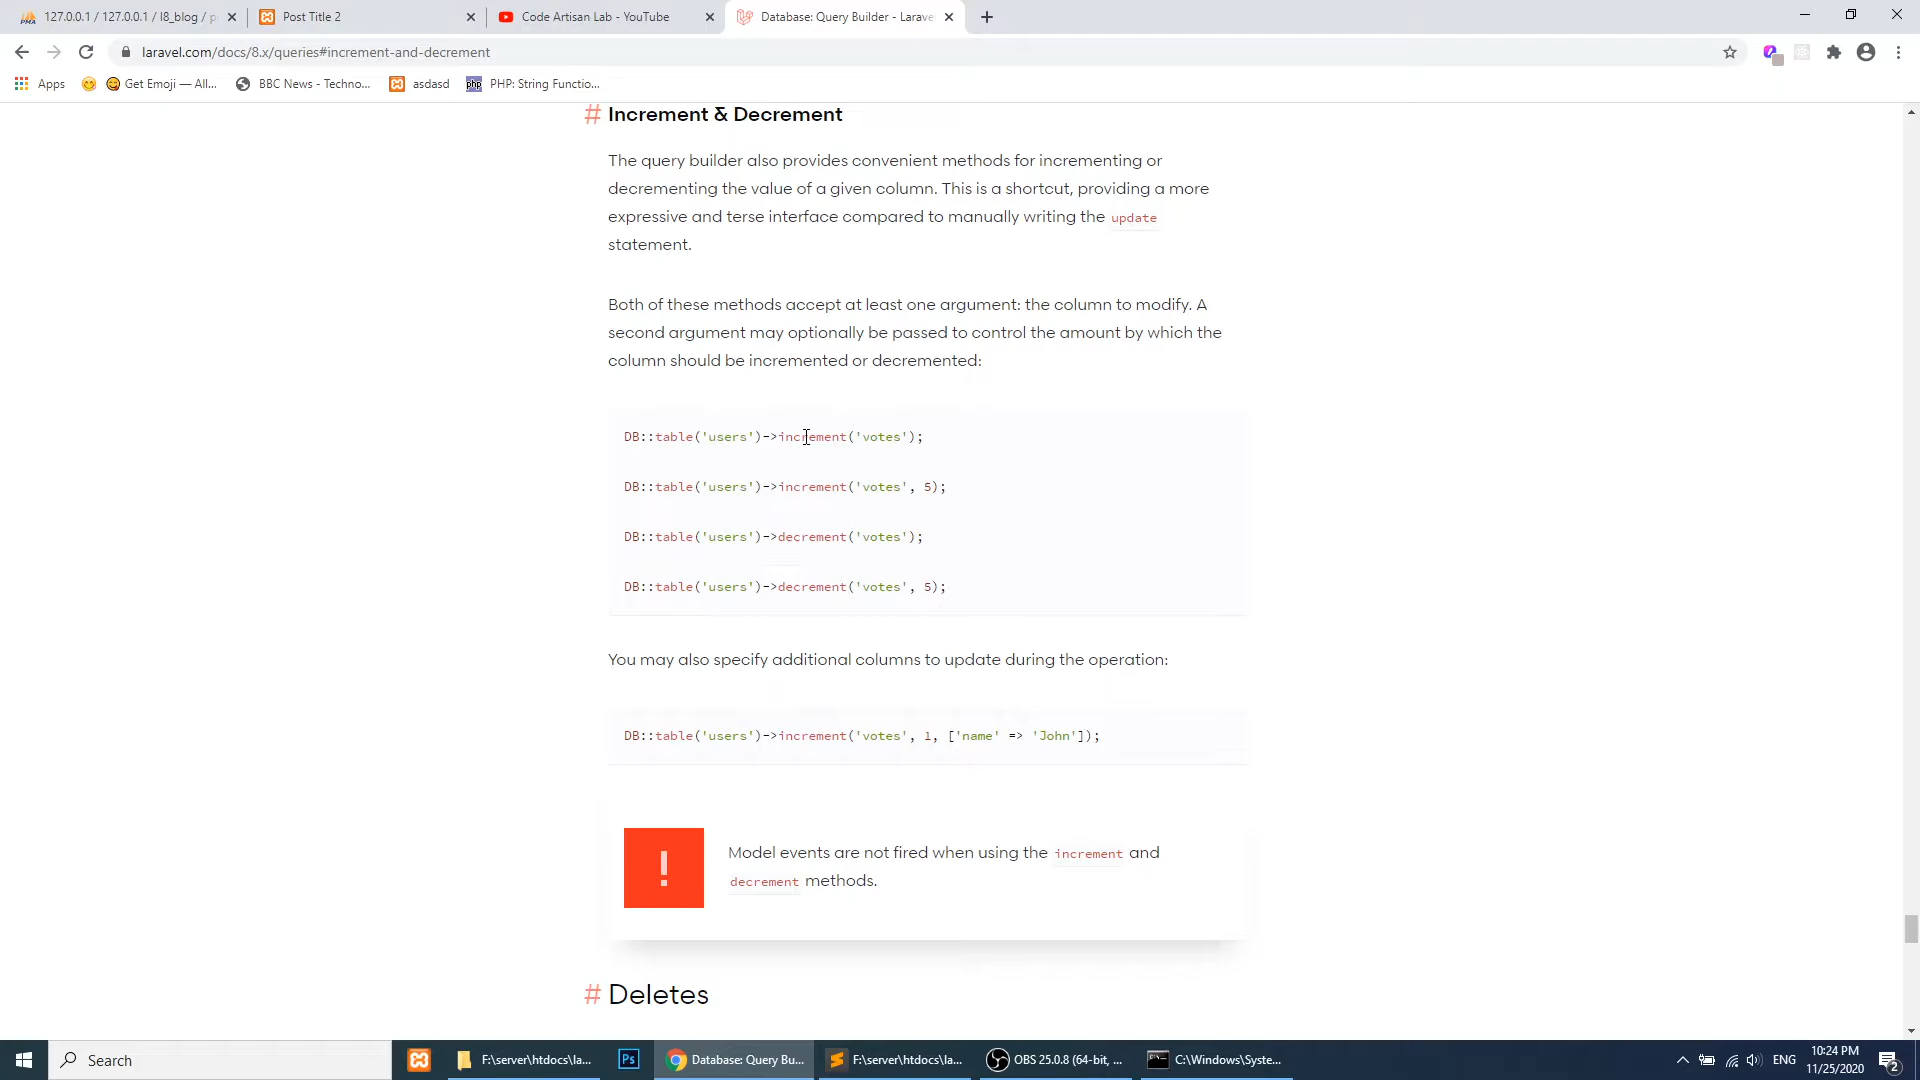 127.0.0.1 / 127.0.0.1 / l8_blog / p
Post Title 2
Code Artisan Lab - YouTube
Database: Query Builder - Larave
laravel.com/docs/8.x/queries#increment-and-decrement
Apps
Get Emoji — All...
BBC News - Techno...
asdasd
php
PHP: String Functio...
# Increment & Decrement
The query builder also provides convenient methods for incrementing or
decrementing the value of a given column. This is a shortcut, providing a more
expressive and terse interface compared to manually writing the update
statement.
Both of these methods accept at least one argument: the column to modify. A
second argument may optionally be passed to control the amount by which the
column should be incremented or decremented:
DB::table('users')->increment('votes');
DB::table('users')->increment('votes', 5);
DB::table('users')->decrement('votes');
DB::table('users')->decrement('votes', 5);
You may also specify additional columns to update during the operation:
DB::table('users')->increment('votes', 1, ['name' => 'John']);
!
Model events are not fired when using the increment and
decrement methods.
# Deletes
Search
F:\server\htdocs\la...
Ps
Database: Query Bu...
F:\server\htdocs\la...
OBS 25.0.8 (64-bit, ...
C:\Windows\Syste...
ENG
10:24 PM
11/25/2020
2